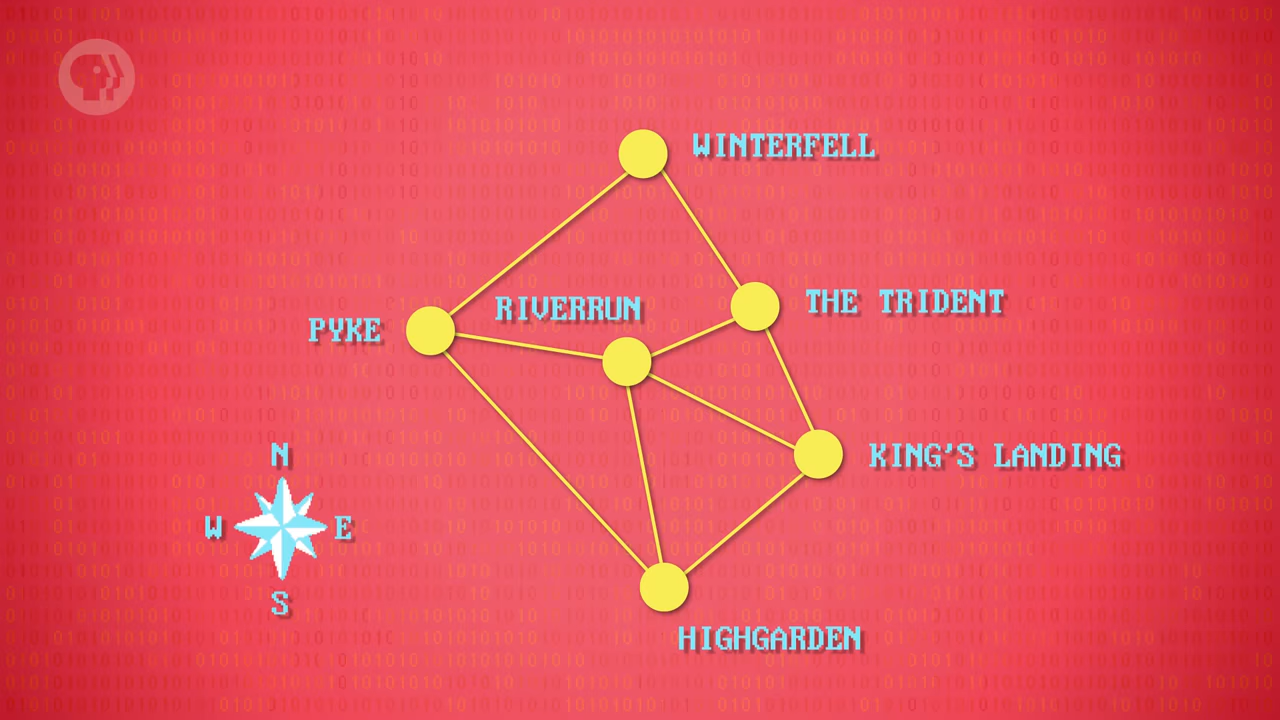 WINTERFELL
THE TRIDENT
RIVERRUN
PYKE
N
KING'S LANDING
W
E
S
HIGHGARDEN